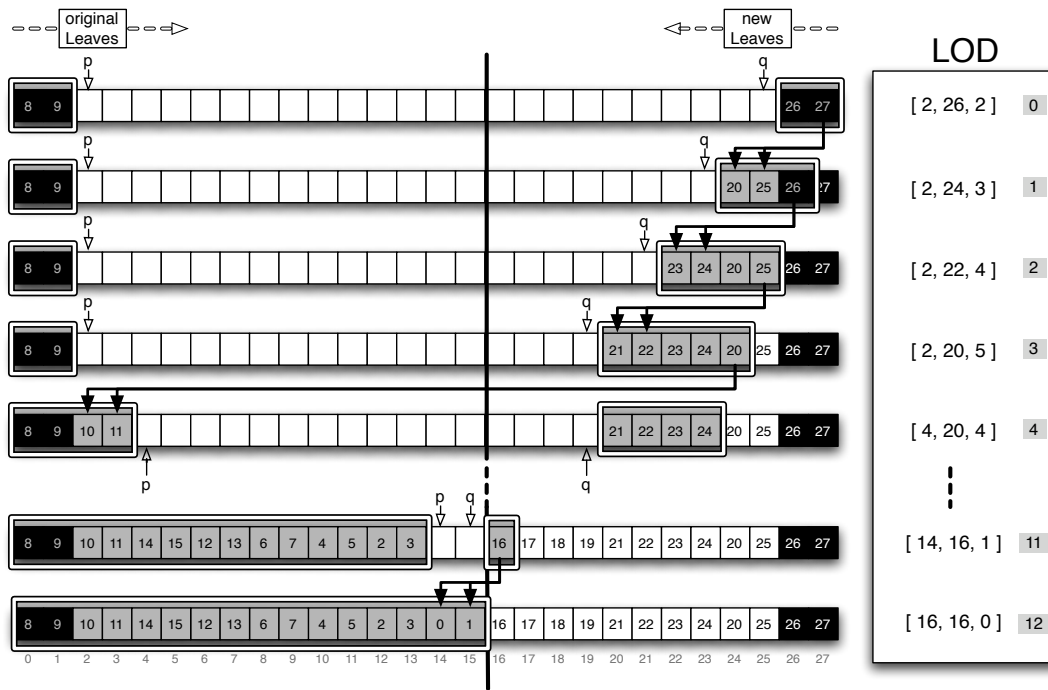 original
Leaves
new
Leaves
LOD
p
q
8 9 26 27
[ 2, 26, 2 ] 0
p
q
8 9 20 25 26 27
[ 2, 24, 3 ] 1
p
q
8 9 23 24 20 25 26 27
[ 2, 22, 4 ] 2
p
q
8 9 21 22 23 24 20 25 26 27
[ 2, 20, 5 ] 3
8 9 10 11 21 22 23 24 20 25 26 27
[ 4, 20, 4 ] 4
p
q
p
q
8 9 10 11 14 15 12 13 6 7 4 5 2 3 16 17 18 19 21 22 23 24 20 25 26 27
[ 14, 16, 1 ] 11
8 9 10 11 14 15 12 13 6 7 4 5 2 3 0 1 16 17 18 19 21 22 23 24 20 25 26 27
[ 16, 16, 0 ] 12
0 1 2 3 4 5 6 7 8 9 10 11 12 13 14 15 16 17 18 19 20 21 22 23 24 25 26 27